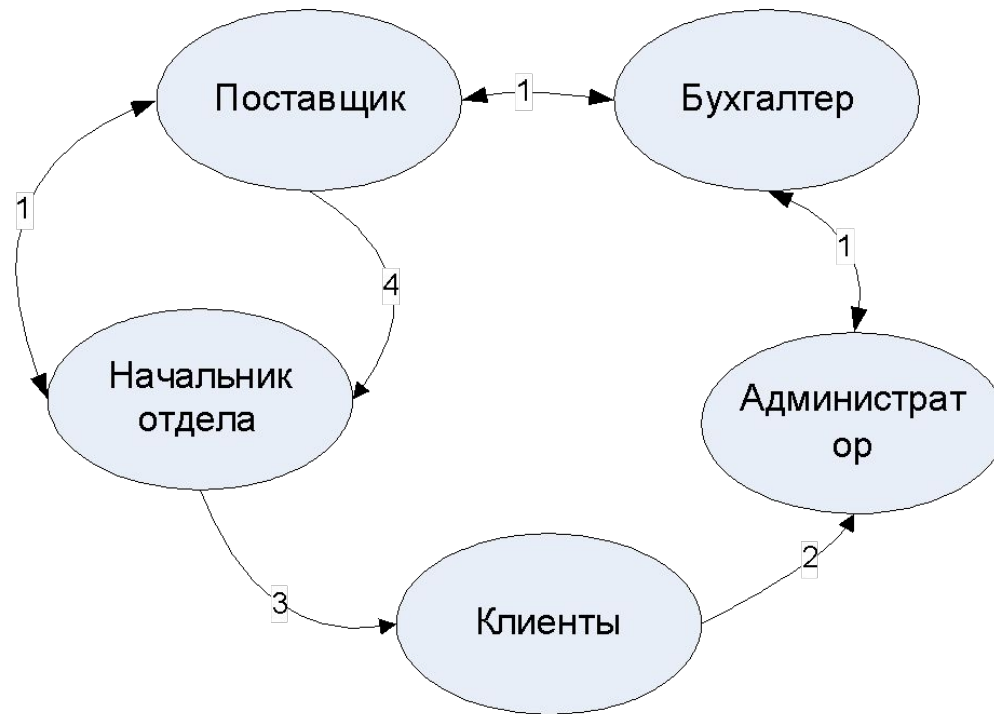 Поставщик
1
Бухгалтер
1
1
4
Начальник
отдела
Администрат
ор
3
2
Клиенты